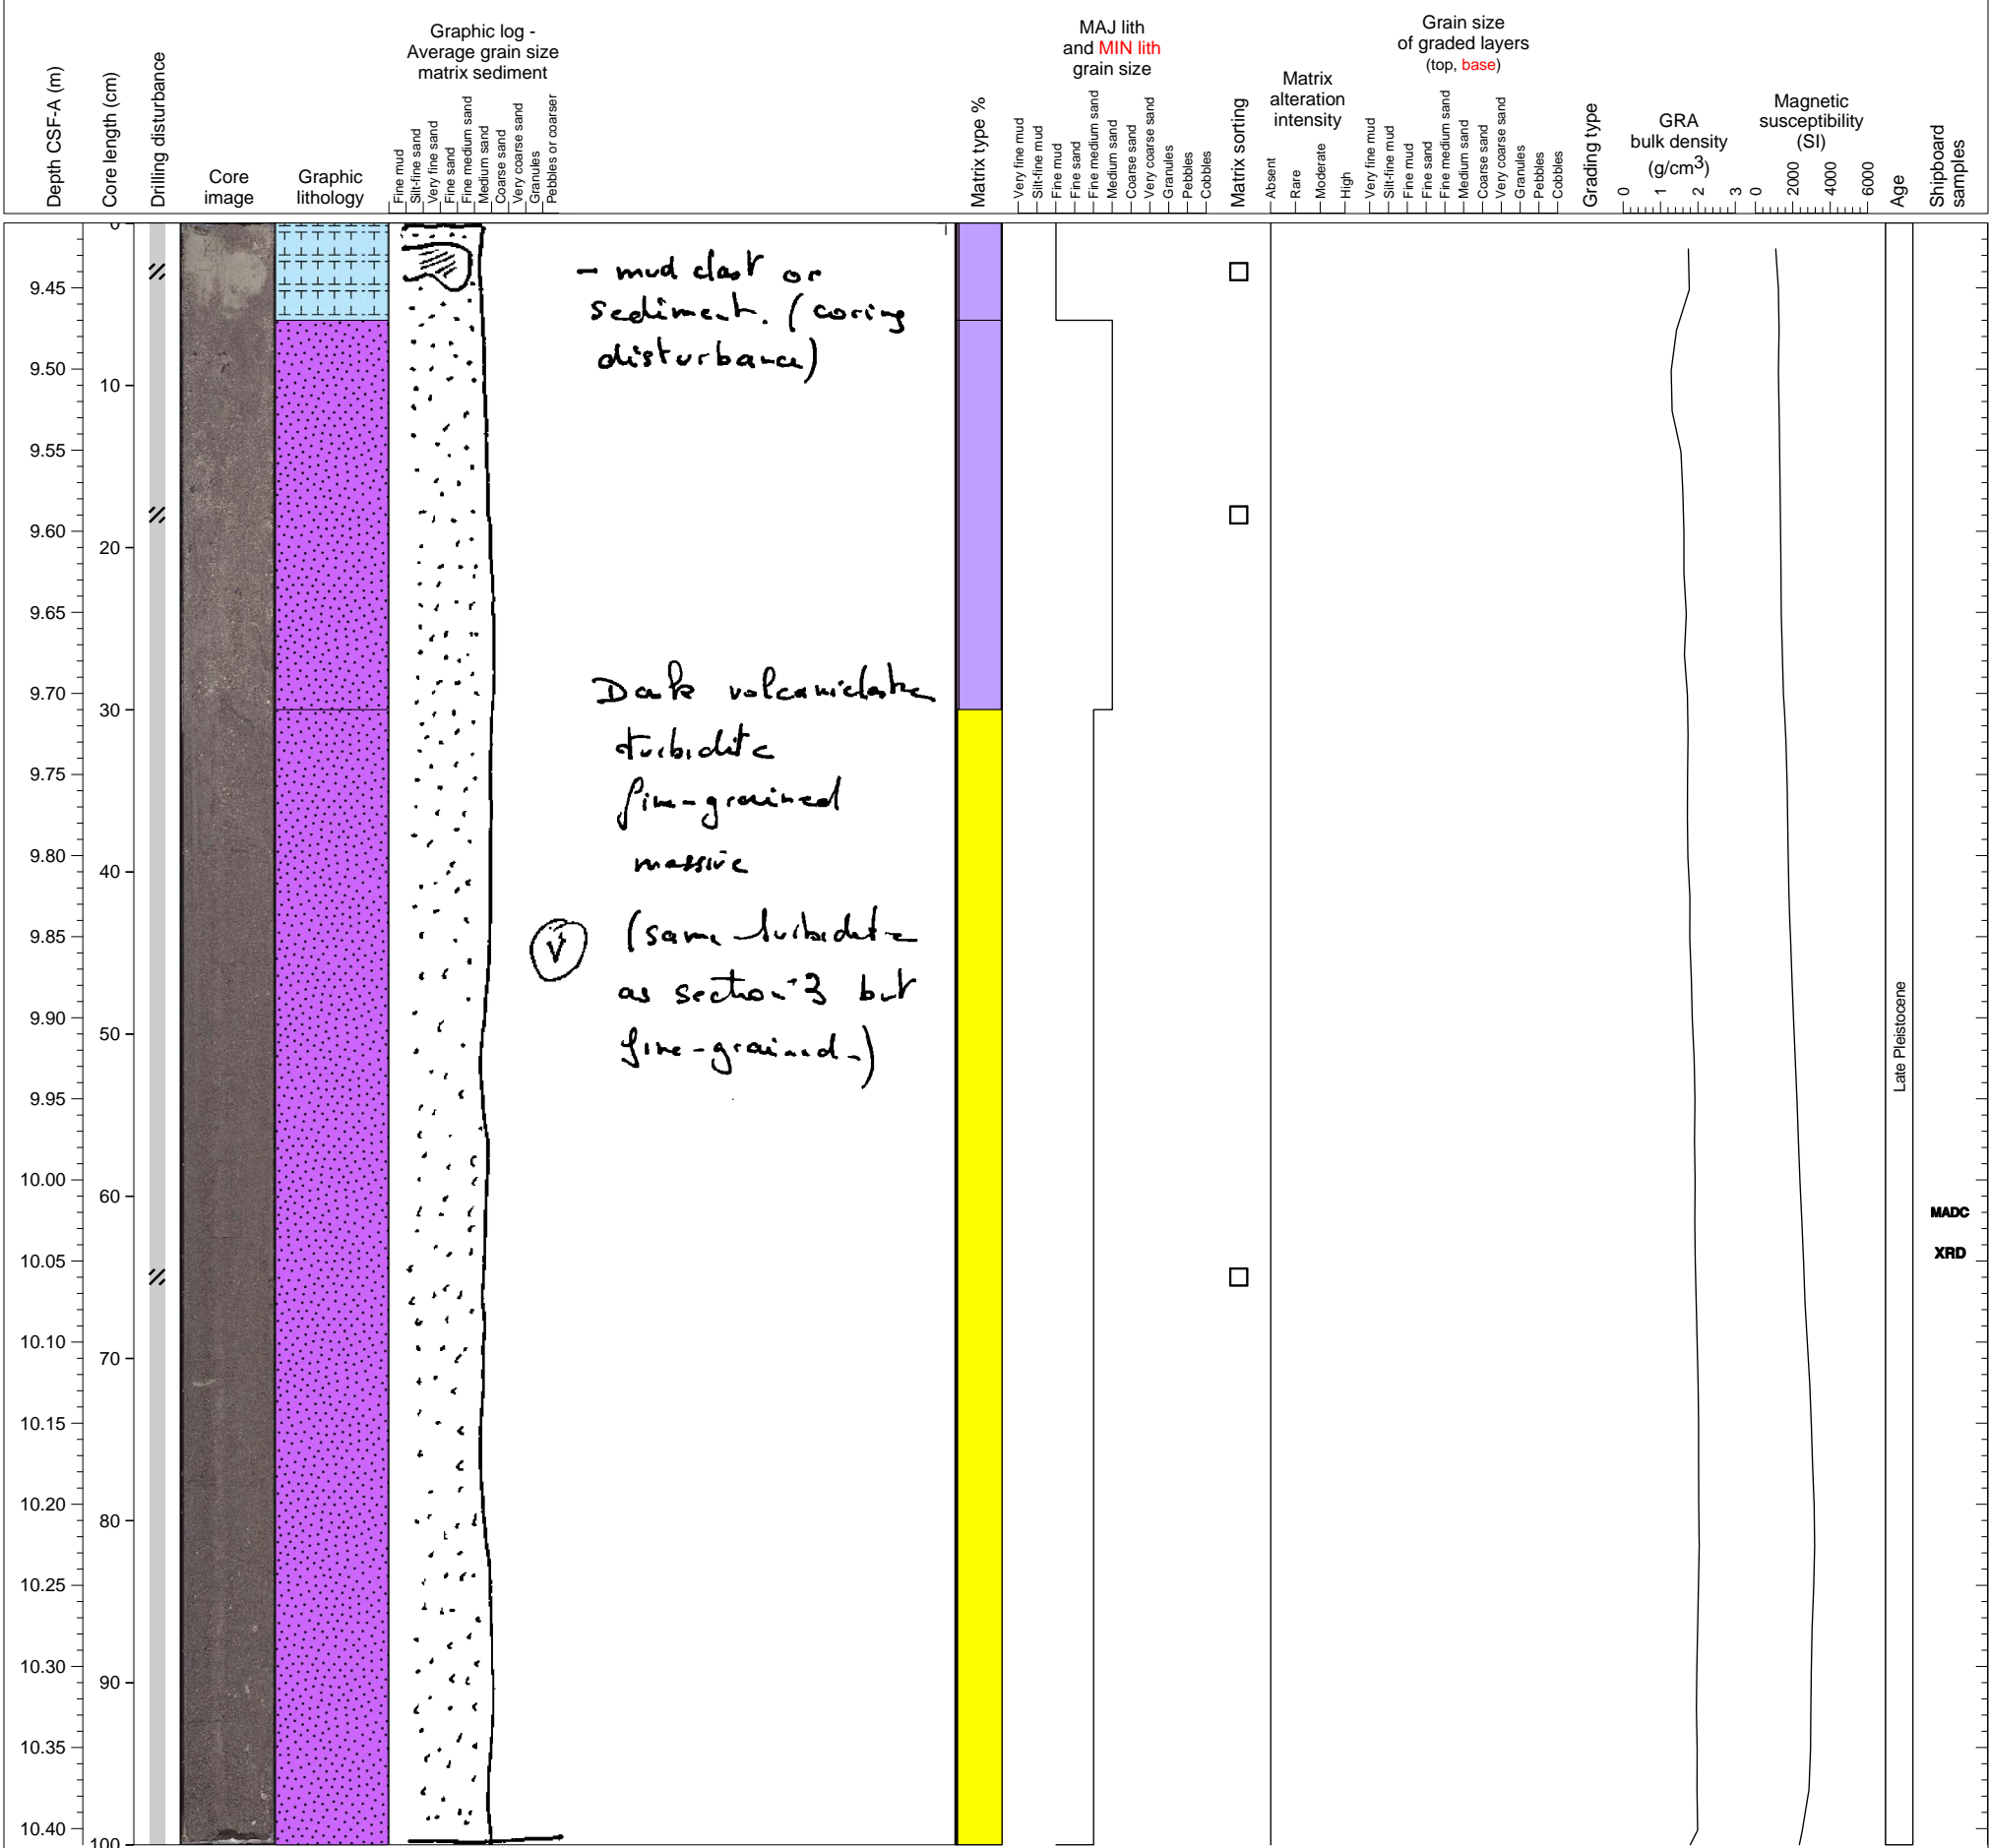 Depth CSF-A (m)
Core length (cm)
Drilling disturbance
Core
image
Graphic
lithology
Graphic log -
Average grain size
matrix sediment
Fine mud
Silt-fine sand
Very fine sand
Fine sand
Fine medium sand
Medium sand
Coarse sand
Very coarse sand
Granules
Pebbles or coarser
Matrix type %
MAJ lith
and MIN lith
grain size
Very fine mud
Silt-fine mud
Fine mud
Fine sand
Fine medium sand
Medium sand
Coarse sand
Very coarse sand
Granules
Pebbles
Cobbles
Matrix sorting
Matrix
alteration
intensity
Absent
Rare
Moderate
High
Grain size
of graded layers
(top, base)
Very fine mud
Silt-fine mud
Fine mud
Fine sand
Fine medium sand
Medium sand
Coarse sand
Very coarse sand
Granules
Pebbles
Cobbles
Grading type
GRA
bulk density
(g/cm3)
0 1 2 3
Magnetic
susceptibility
(SI)
0 2000 4000 6000
Age
Shipboard
samples
9.45
9.50
9.55
9.60
9.65
9.70
9.75
9.80
9.85
9.90
9.95
10.00
10.05
10.10
10.15
10.20
10.25
10.30
10.35
10.40
0
10
20
30
40
50
60
70
80
90
100
- mud clast or
sediment. (coring
disturbance)
Dark volcaniclastic
turbidite
fine-grained
massive
V
(same turbidite
as section 3 but
fine-grained-)
Late Pleistocene
MADC
XRD